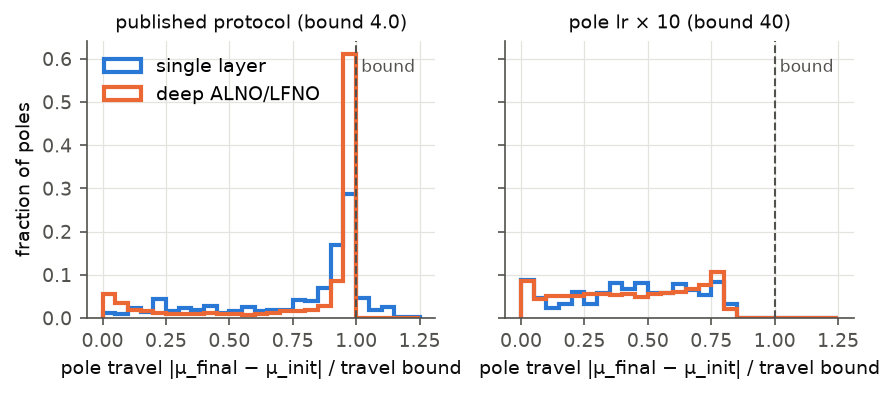 published protocol (bound 4.0)
pole lr × 10 (bound 40)
fraction of poles
0.6
0.5
0.4
0.3
0.2
0.1
0.0
single layer
deep ALNO/LFNO
bound
bound
0.00 0.25 0.50 0.75 1.00 1.25
0.00 0.25 0.50 0.75 1.00 1.25
pole travel |μ_final − μ_init| / travel bound
pole travel |μ_final − μ_init| / travel bound